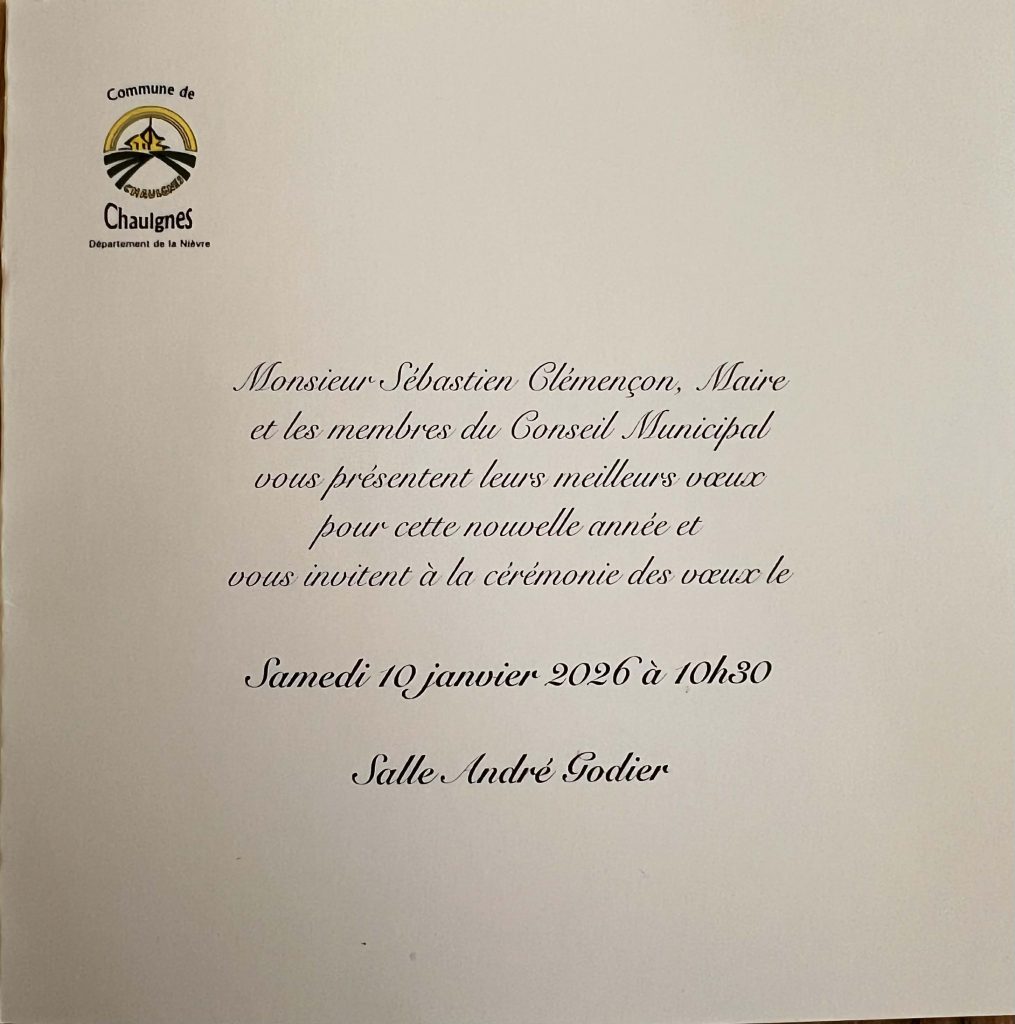 Commune de
CHAULGNES
Chaulgnes
Département de la Nièvre
Monsieur Sébastien Clémençon, Maire
et les membres du Conseil Municipal
vous présentent leurs meilleurs vœux
pour cette nouvelle année et
vous invitent à la cérémonie des vœux le
Samedi 10 janvier 2026 à 10h30
Salle André Godier